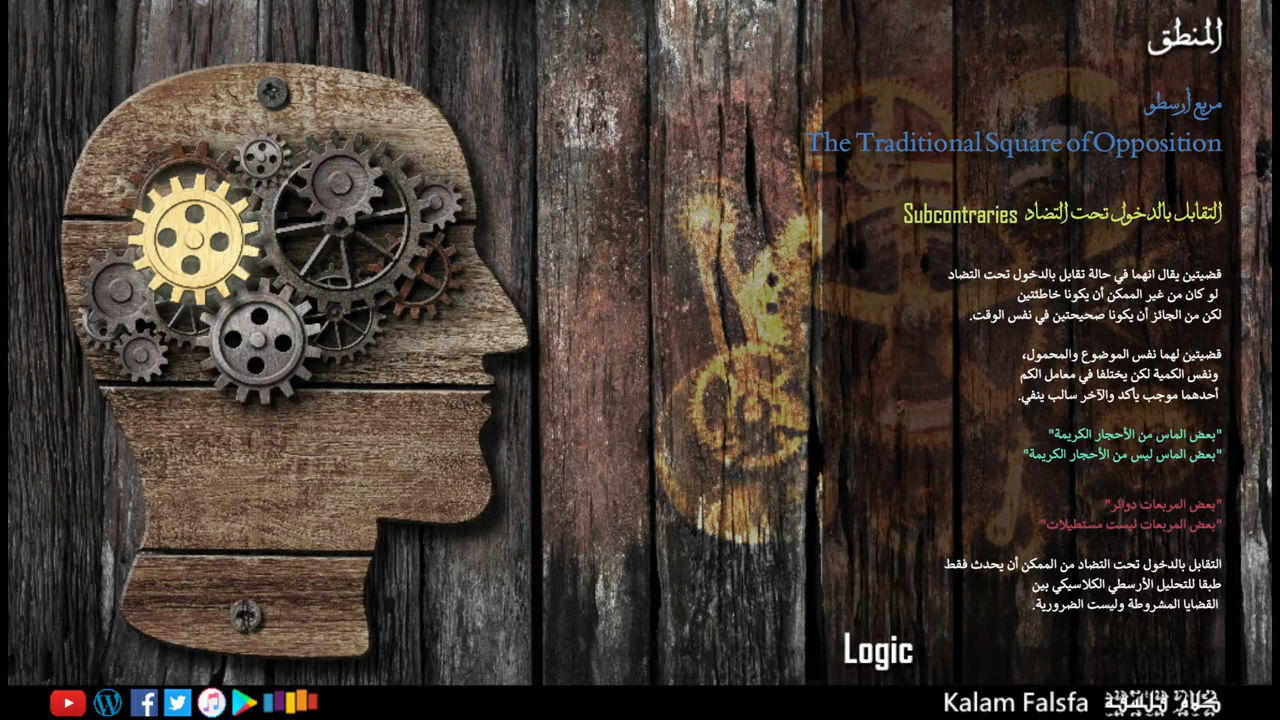 المنطق
مربع أرسطو
The Traditional Square of Opposition
التقابل بالدخول تحت التضاد Subcontraries
قضيتين يقال انهما في حالة تقابل بالدخول تحت التضاد
لو كان من غير الممكن أن يكونا خاطئتين
لكن من الجائز أن يكونا صحيحتين في نفس الوقت.
قضيتين لهما نفس الموضوع والمحمول،
ونفس الكمية لكن يختلفا في معامل الكم
أحدهما موجب يأكد والآخر سالب ينفي.
"بعض الماس من الأحجار الكريمة"
"بعض الماس ليس من الأحجار الكريمة"
"بعض المربعات دوائر"
"بعض المربعات ليست مستطيلات"
التقابل بالدخول تحت التضاد من الممكن أن يحدث فقط
طبقا للتحليل الأرسطي الكلاسيكي بين
القضايا المشروطة وليست الضرورية.
Logic
Kalam Falsfa كلام فلسفة